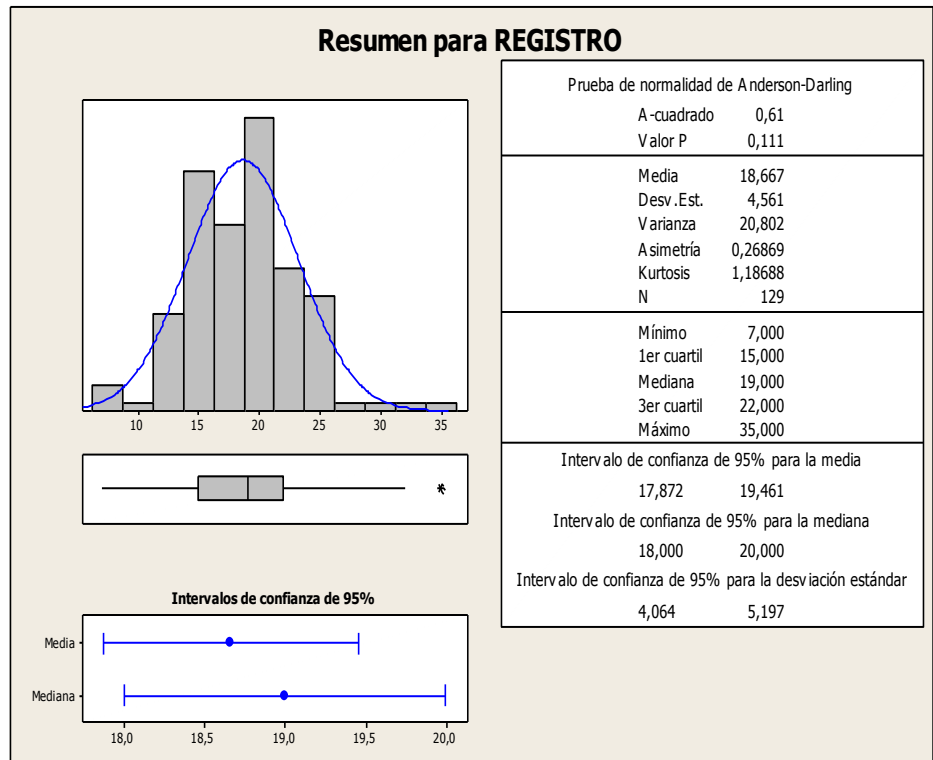 Resumen para REGISTRO
10 15 20 25 30 35
Intervalos de confianza de 95%
Media
Mediana
18,0 18,5 19,0 19,5 20,0
Prueba de normalidad de Anderson-Darling
A-cuadrado 0,61
Valor P 0,111
Media 18,667
Desv.Est. 4,561
Varianza 20,802
Asimetría 0,26869
Kurtosis 1,18688
N 129
Mínimo 7,000
1er cuartil 15,000
Mediana 19,000
3er cuartil 22,000
Máximo 35,000
Intervalo de confianza de 95% para la media
17,872 19,461
Intervalo de confianza de 95% para la mediana
18,000 20,000
Intervalo de confianza de 95% para la desviación estándar
4,064 5,197